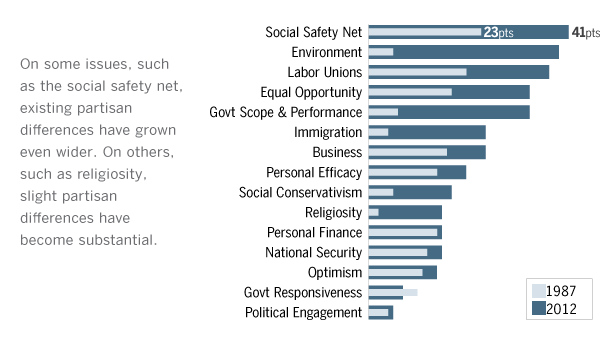 On some issues, such
as the social safety net,
existing partisan
differences have grown
even wider. On others,
such as religiosity,
slight partisan
differences have
become substantial.
Social Safety Net 23pts 41pts
Environment
Labor Unions
Equal Opportunity
Govt Scope & Performance
Immigration
Business
Personal Efficacy
Social Conservativism
Religiosity
Personal Finance
National Security
Optimism
Govt Responsiveness
Political Engagement
1987
2012